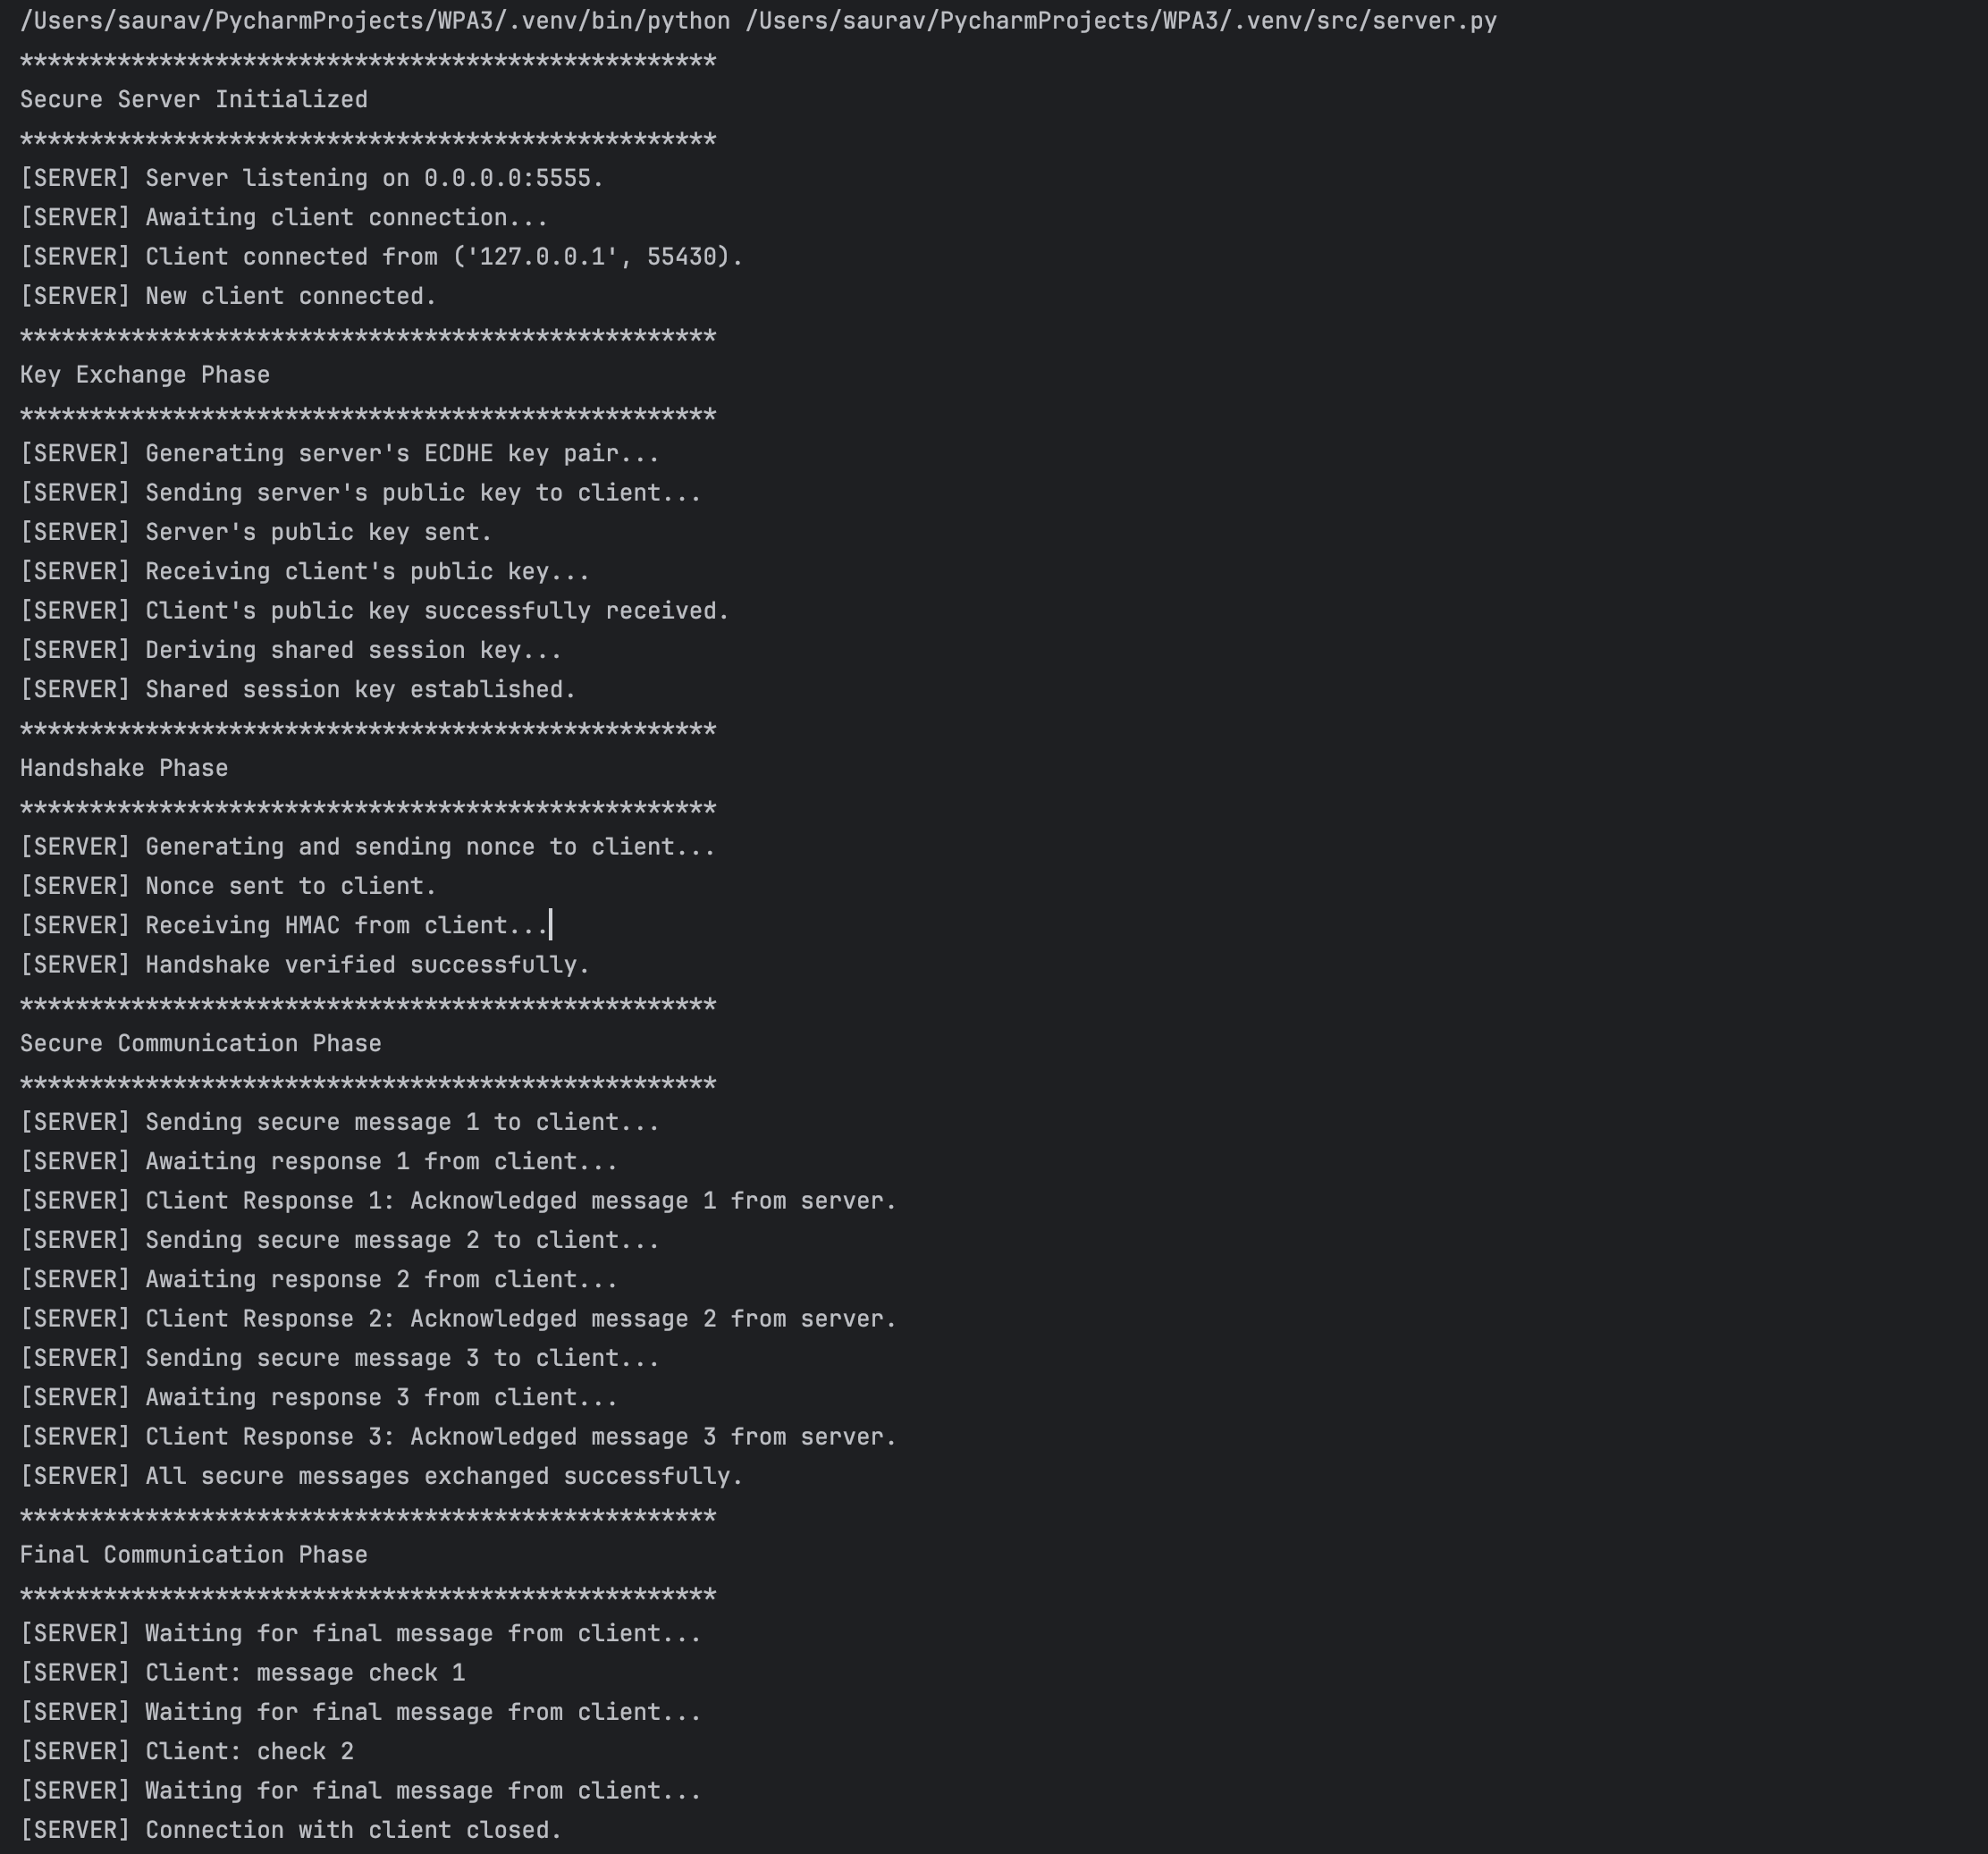 /Users/saurav/PycharmProjects/WPA3/.venv/bin/python /Users/saurav/PycharmProjects/WPA3/.venv/src/server.py
**************************************************
Secure Server Initialized
**************************************************
[SERVER] Server listening on 0.0.0.0:5555.
[SERVER] Awaiting client connection...
[SERVER] Client connected from ('127.0.0.1', 55430).
[SERVER] New client connected.
**************************************************
Key Exchange Phase
**************************************************
[SERVER] Generating server's ECDHE key pair...
[SERVER] Sending server's public key to client...
[SERVER] Server's public key sent.
[SERVER] Receiving client's public key...
[SERVER] Client's public key successfully received.
[SERVER] Deriving shared session key...
[SERVER] Shared session key established.
**************************************************
Handshake Phase
**************************************************
[SERVER] Generating and sending nonce to client...
[SERVER] Nonce sent to client.
[SERVER] Receiving HMAC from client...
[SERVER] Handshake verified successfully.
**************************************************
Secure Communication Phase
**************************************************
[SERVER] Sending secure message 1 to client...
[SERVER] Awaiting response 1 from client...
[SERVER] Client Response 1: Acknowledged message 1 from server.
[SERVER] Sending secure message 2 to client...
[SERVER] Awaiting response 2 from client...
[SERVER] Client Response 2: Acknowledged message 2 from server.
[SERVER] Sending secure message 3 to client...
[SERVER] Awaiting response 3 from client...
[SERVER] Client Response 3: Acknowledged message 3 from server.
[SERVER] All secure messages exchanged successfully.
**************************************************
Final Communication Phase
**************************************************
[SERVER] Waiting for final message from client...
[SERVER] Client: message check 1
[SERVER] Waiting for final message from client...
[SERVER] Client: check 2
[SERVER] Waiting for final message from client...
[SERVER] Connection with client closed.